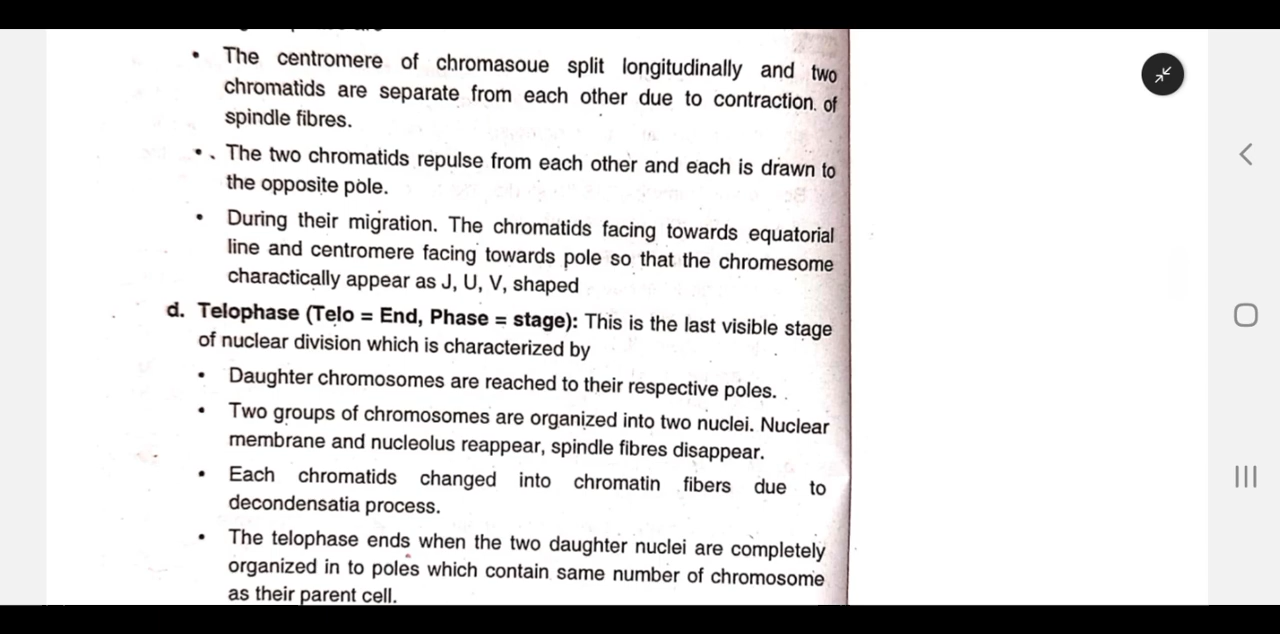 • The centromere of chromasoue split longitudinally and two
chromatids are separate from each other due to contraction. of
spindle fibres.
• The two chromatids repulse from each other and each is drawn to
the opposite pole.
• During their migration. The chromatids facing towards equatorial
line and centromere facing towards pole so that the chromesome
charactically appear as J, U, V, shaped
d. Telophase (Telo = End, Phase = stage): This is the last visible stage
of nuclear division which is characterized by
• Daughter chromosomes are reached to their respective poles.
• Two groups of chromosomes are organized into two nuclei. Nuclear
membrane and nucleolus reappear, spindle fibres disappear.
• Each chromatids changed into chromatin fibers due to
decondensatia process.
• The telophase ends when the two daughter nuclei are completely
organized in to poles which contain same number of chromosome
as their parent cell.